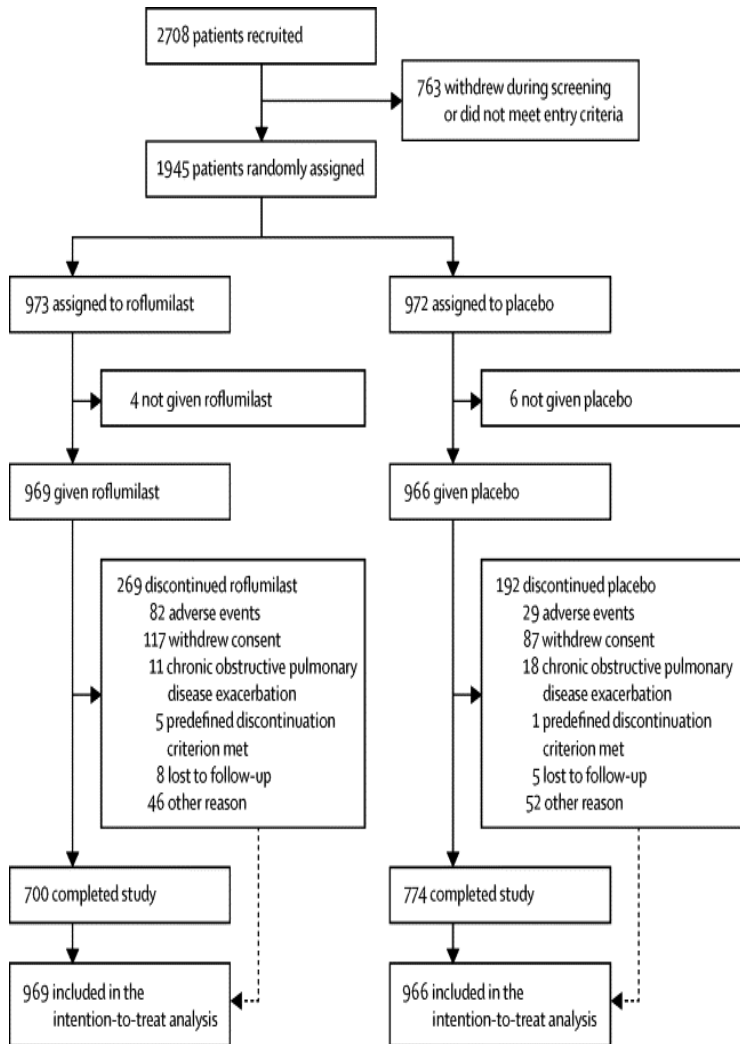 2708 patients recruited
763 withdrew during screening
or did not meet entry criteria
1945 patients randomly assigned
973 assigned to roflumilast
972 assigned to placebo
4 not given roflumilast
6 not given placebo
969 given roflumilast
966 given placebo
269 discontinued roflumilast
82 adverse events
117 withdrew consent
11 chronic obstructive pulmonary
disease exacerbation
5 predefined discontinuation
criterion met
8 lost to follow-up
46 other reason
192 discontinued placebo
29 adverse events
87 withdrew consent
18 chronic obstructive pulmonary
disease exacerbation
1 predefined discontinuation
criterion met
5 lost to follow-up
52 other reason
700 completed study
774 completed study
969 included in the
intention-to-treat analysis
966 included in the
intention-to-treat analysis